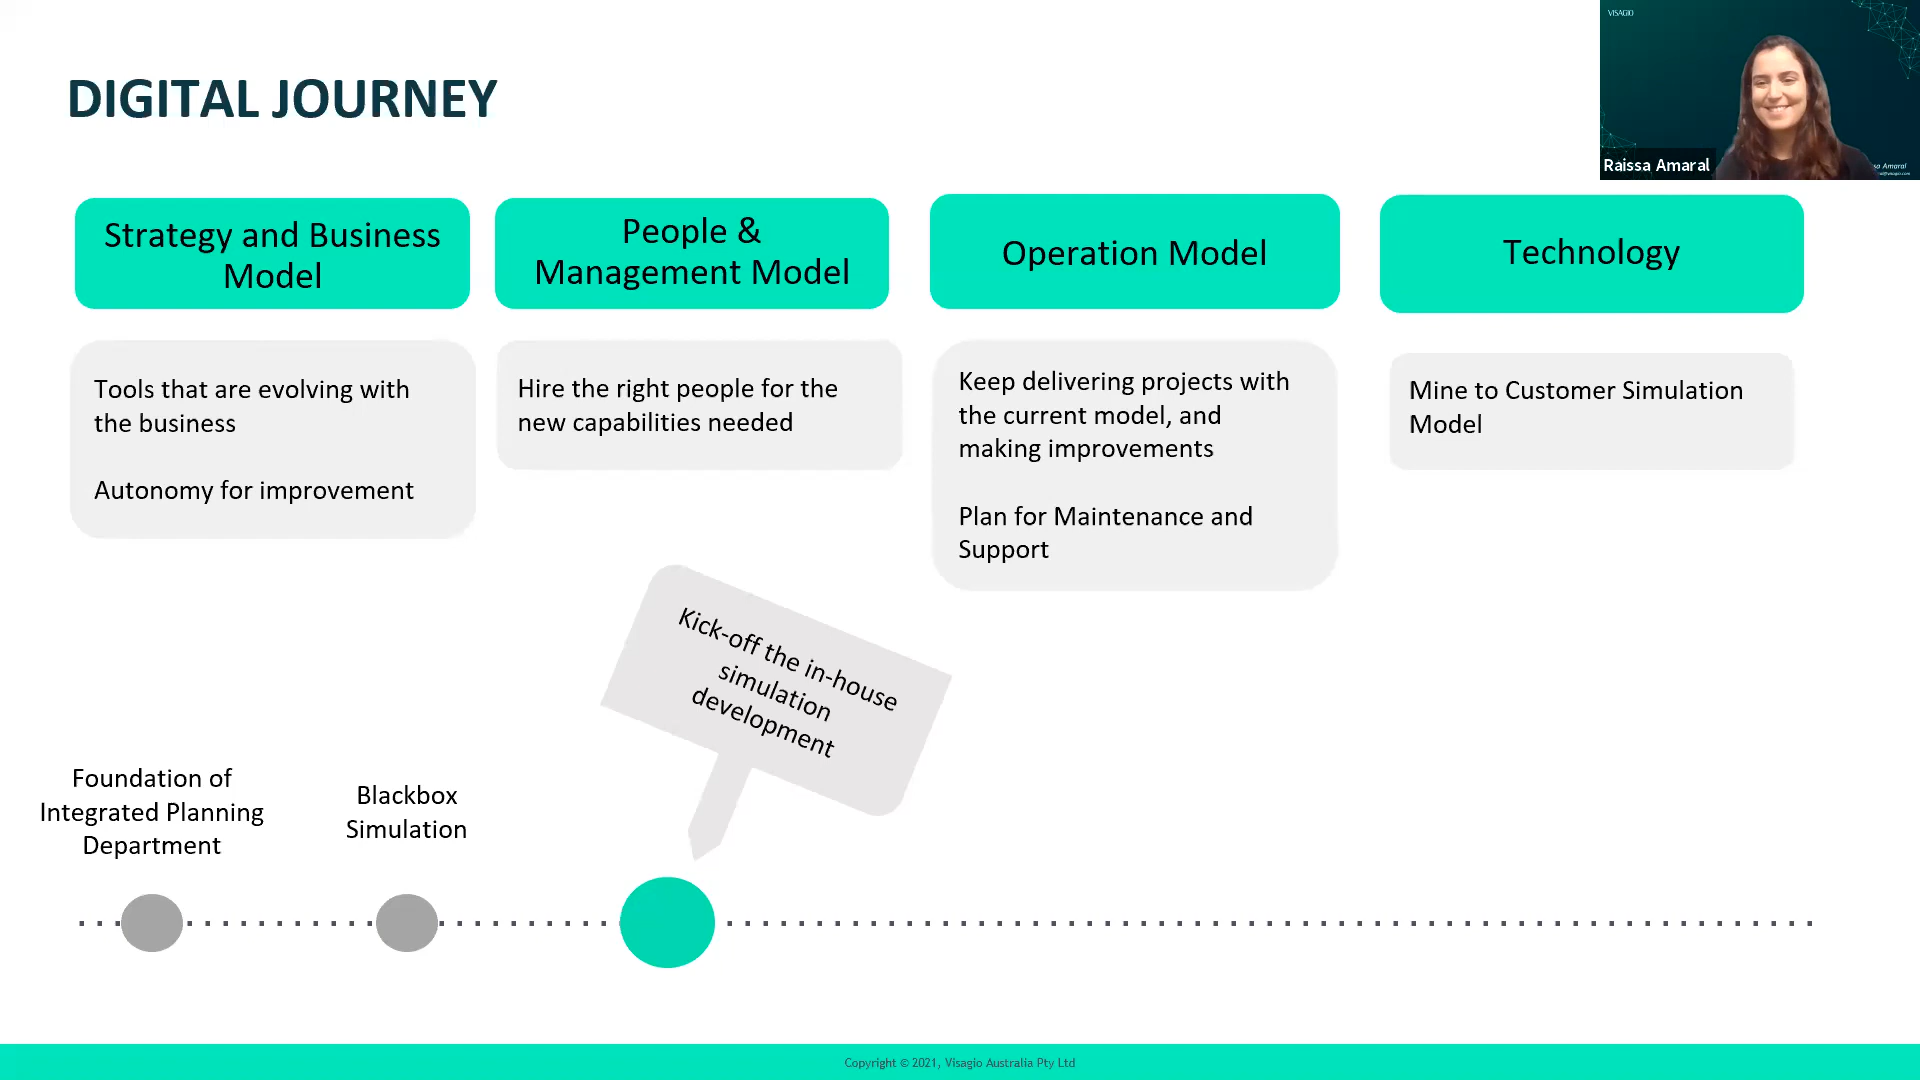 VISAGIO
DIGITAL JOURNEY
Raissa Amaral
Amaral
Strategy and Business
Model
People &
Management Model
Operation Model
Technology
Tools that are evolving with
the business
Autonomy for improvement
Hire the right people for the
new capabilities needed
Keep delivering projects with
the current model, and
making improvements
Plan for Maintenance and
Support
Mine to Customer Simulation
Model
Kick-off the in-house
simulation
development
Foundation of
Integrated Planning
Department
Blackbox
Simulation
Copyright © 2021, Visagio Australia Pty Ltd